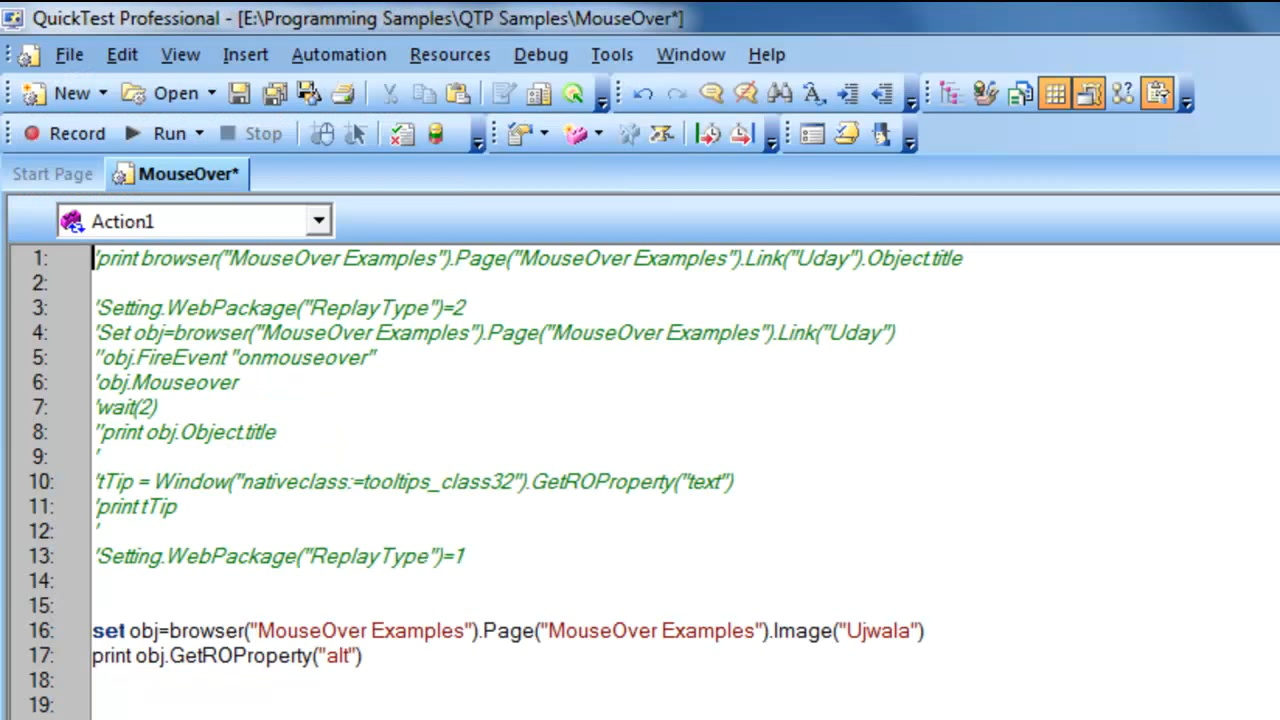 QuickTest Professional - [E:\Programming Samples\QTP Samples\MouseOver*]
File Edit View Insert Automation Resources Debug Tools Window Help
New Open
Record Run Stop
Start Page MouseOver*
Action1
1: 'print browser("MouseOver Examples").Page("MouseOver Examples").Link("Uday").Object.title
2:
3: 'Setting.WebPackage("ReplayType")=2
4: 'Set obj=browser("MouseOver Examples").Page("MouseOver Examples").Link("Uday")
5: ''obj.FireEvent "onmouseover"
6: 'obj.Mouseover
7: 'wait(2)
8: ''print obj.Object.title
9: '
10: 'tTip = Window("nativeclass:=tooltips_class32").GetROProperty("text")
11: 'print tTip
12: '
13: 'Setting.WebPackage("ReplayType")=1
14:
15:
16: set obj=browser("MouseOver Examples").Page("MouseOver Examples").Image("Ujwala")
17: print obj.GetROProperty("alt")
18:
19: